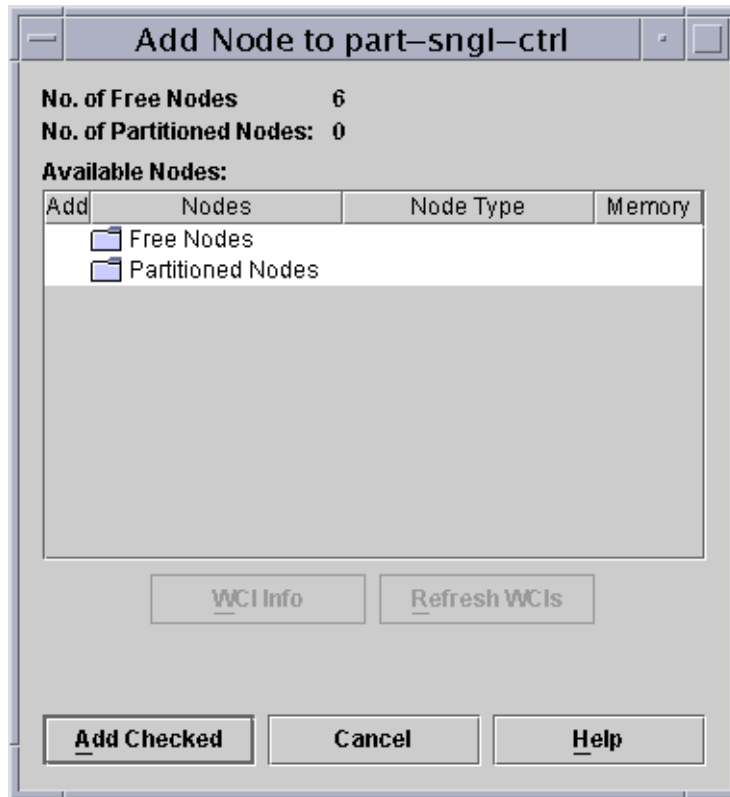 Add Node to part–sngl–ctrl
No. of Free Nodes 6
No. of Partitioned Nodes: 0
Available Nodes:
Add Nodes Node Type Memory
Free Nodes
Partitioned Nodes
WCI Info Refresh WCIs
Add Checked Cancel Help